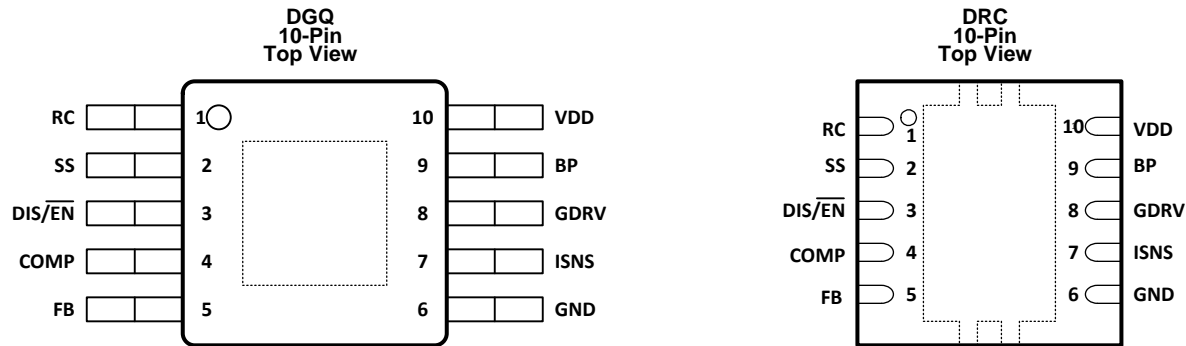 DGQ
10-Pin
Top View
RC 1 10 VDD
SS 2 9 BP
DIS/E̅N̅ 3 8 GDRV
COMP 4 7 ISNS
FB 5 6 GND
DRC
10-Pin
Top View
RC 1 10 VDD
SS 2 9 BP
DIS/E̅N̅ 3 8 GDRV
COMP 4 7 ISNS
FB 5 6 GND